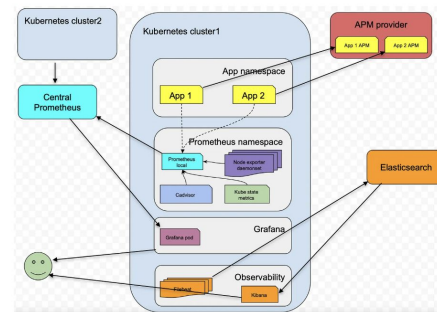 Kubernetes cluster2
Kubernetes cluster1
APM provider
App 1 APM
App 2 APM
App namespace
App 1
App 2
Central
Prometheus
Prometheus namespace
Prometheus
local
Node exporter
daemonset
Cadviser
Kube state
metrics
Elasticsearch
Grafana
Grafana pod
Observability
Filebeat
Kibana